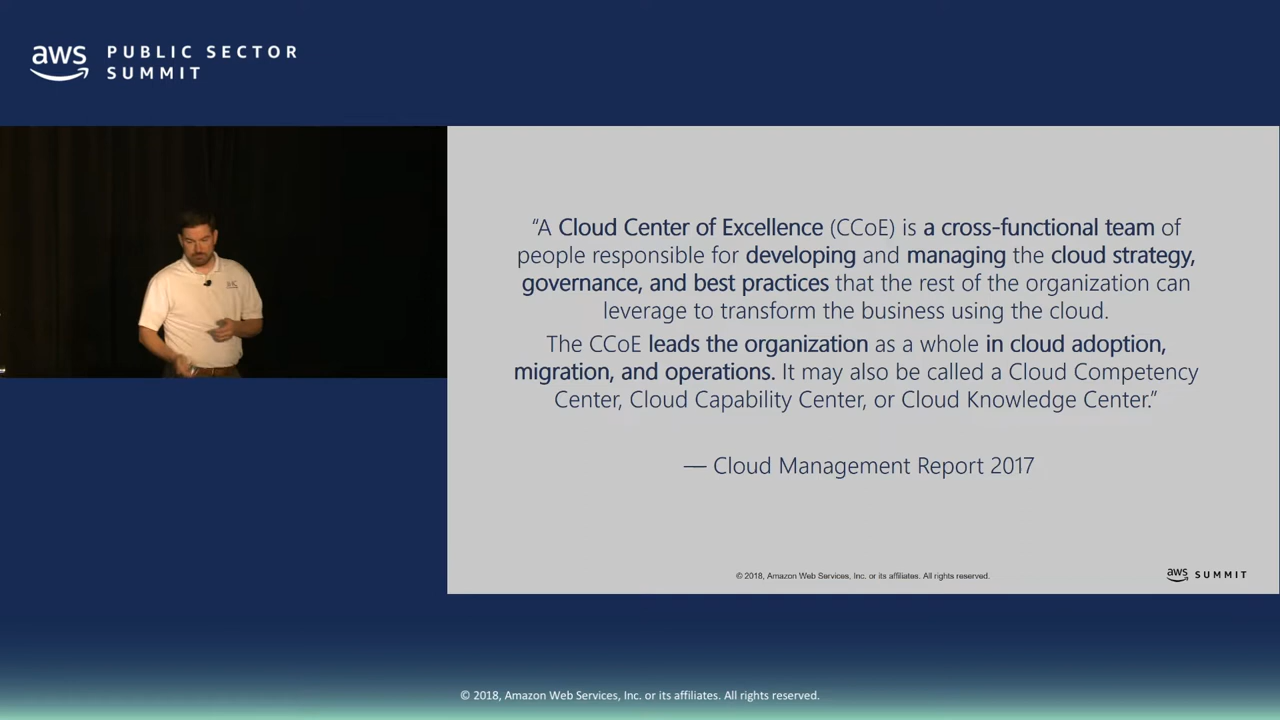 aws
PUBLIC SECTOR
SUMMIT
“A Cloud Center of Excellence (CCoE) is a cross-functional team of
people responsible for developing and managing the cloud strategy,
governance, and best practices that the rest of the organization can
leverage to transform the business using the cloud.
The CCoE leads the organization as a whole in cloud adoption,
migration, and operations. It may also be called a Cloud Competency
Center, Cloud Capability Center, or Cloud Knowledge Center.”
— Cloud Management Report 2017
© 2018, Amazon Web Services, Inc. or its affiliates. All rights reserved.
aws SUMMIT
© 2018, Amazon Web Services, Inc. or its affiliates. All rights reserved.